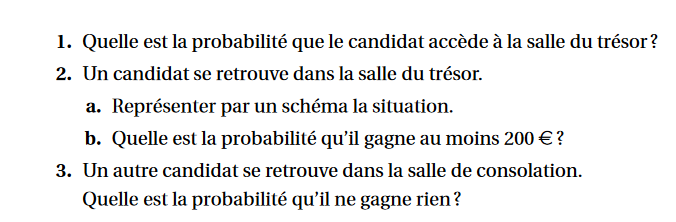 1. Quelle est la probabilité que le candidat accède à la salle du trésor ?
2. Un candidat se retrouve dans la salle du trésor.
a. Représenter par un schéma la situation.
b. Quelle est la probabilité qu'il gagne au moins 200 € ?
3. Un autre candidat se retrouve dans la salle de consolation.
Quelle est la probabilité qu'il ne gagne rien ?